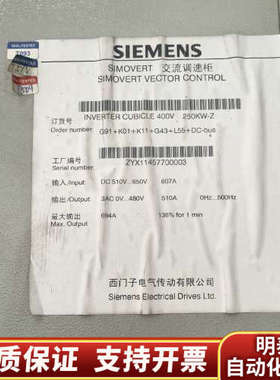 SIEMENS
SIMOVERT 交流调速柜
SIMOVERT VECTOR CONTROL
订货号
Order number:
INVERTER CUBICLE 400V 250KW-Z
G91+K01+K11+G43+L55+DC-bus
工厂编号
Serial number:
ZYX11457700003
输入/Input: DC 510V...650V 607A
输出/Output: 3AC 0V...480V 510A 0Hz...500Hz
最大输出
Max. Output: 694A 136% for 1 min
西门子电气传动有限公司
Siemens Electrical Drives Ltd.
质保证 支持
自动化